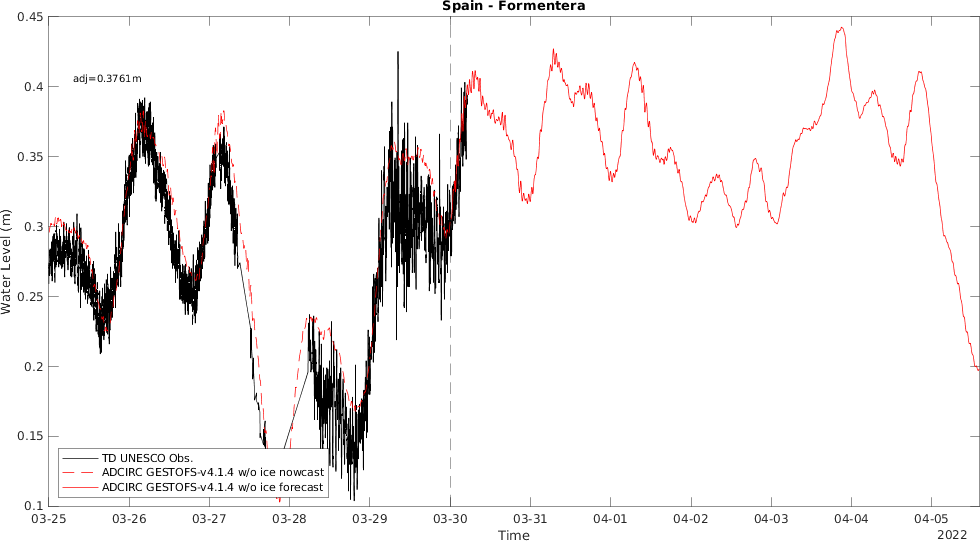 Spain - Formentera
adj=0.3761m
Water Level (m)
0.45
0.4
0.35
0.3
0.25
0.2
0.15
0.1
TD UNESCO Obs.
ADCIRC GESTOFS-v4.1.4 w/o ice nowcast
ADCIRC GESTOFS-v4.1.4 w/o ice forecast
03-25 03-26 03-27 03-28 03-29 03-30 03-31 04-01 04-02 04-03 04-04 04-05
Time
2022